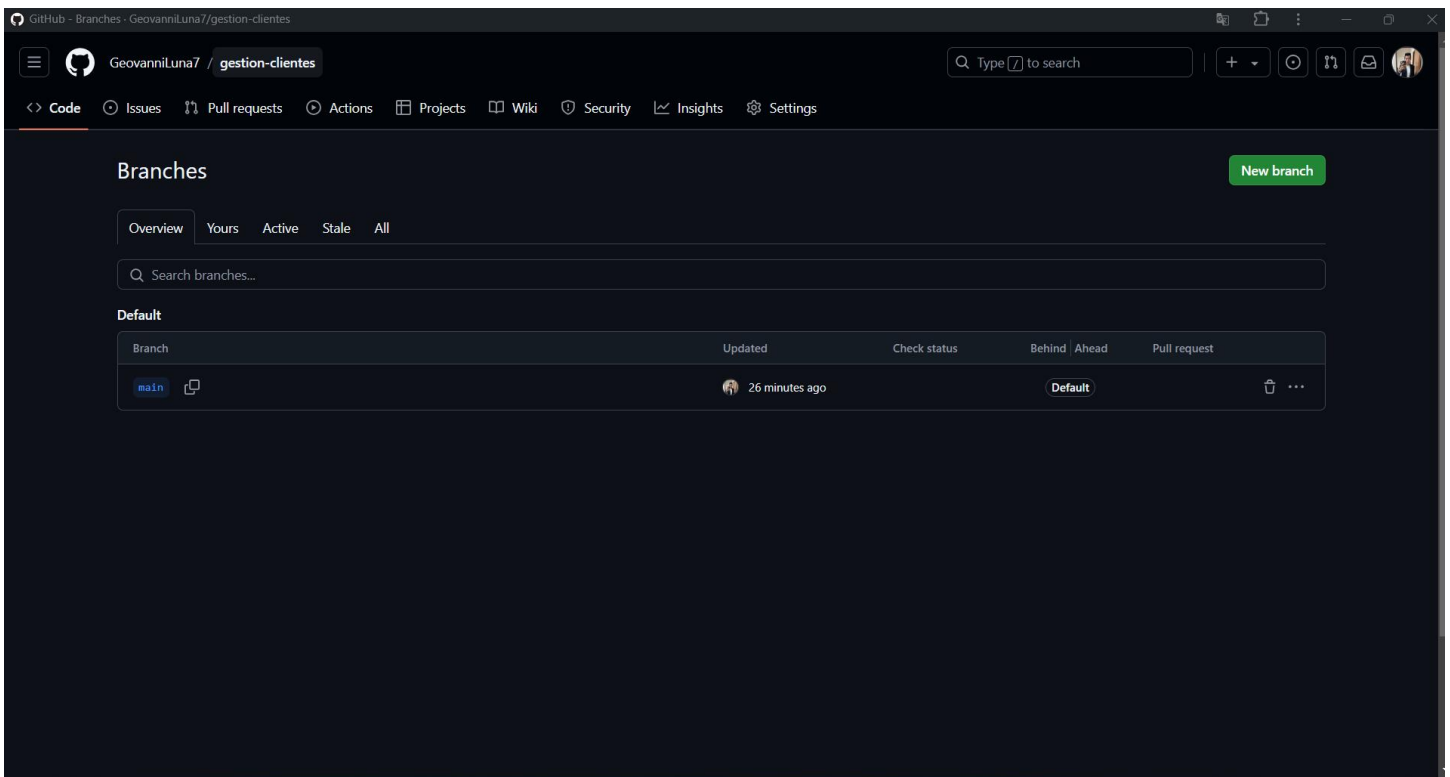 GitHub - Branches · GeovanniLuna7/gestion-clientes
GeovanniLuna7 / gestion-clientes
Type / to search
Code Issues Pull requests Actions Projects Wiki Security Insights Settings
Branches
New branch
Overview Yours Active Stale All
Search branches...
Default
Branch Updated Check status Behind Ahead Pull request
main 26 minutes ago Default